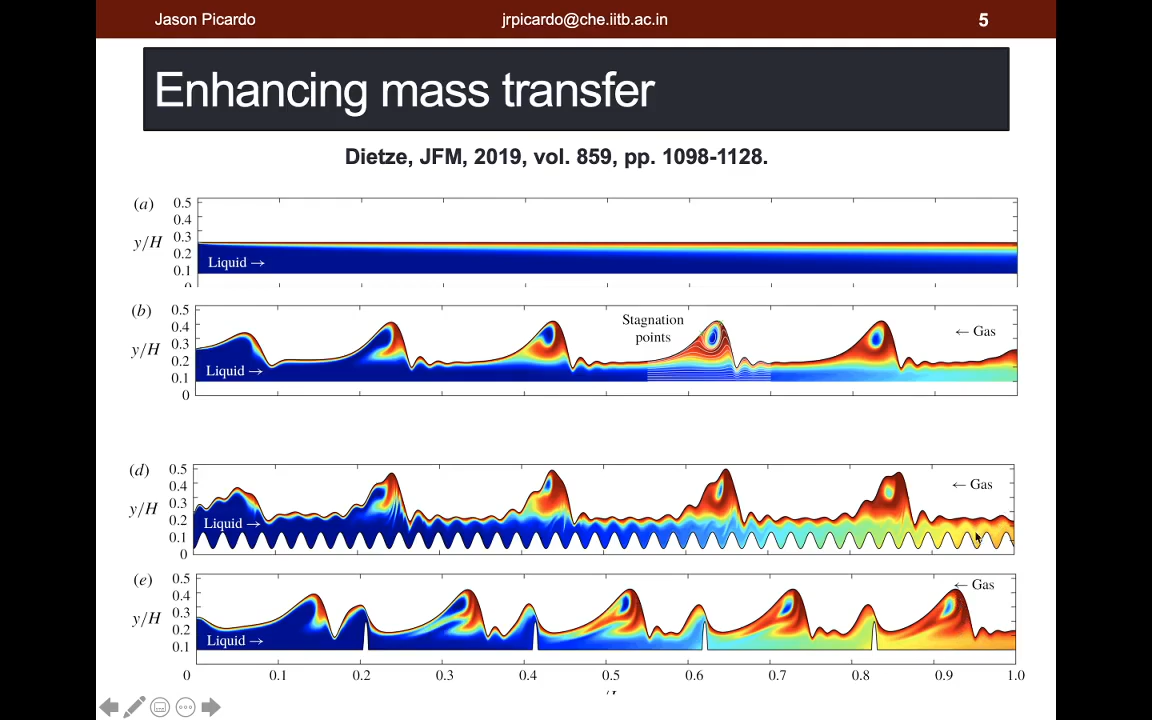 Jason Picardo jrpicardo@che.iitb.ac.in 5
Enhancing mass transfer
Dietze, JFM, 2019, vol. 859, pp. 1098-1128.
(a) 0.5
0.4
y/H 0.3
0.2
Liquid →
0.1
(b) 0.5
0.4
Stagnation
points
← Gas
y/H 0.3
0.2
Liquid →
0.1
0
(d) 0.5
0.4
← Gas
y/H 0.3
0.2
Liquid →
0.1
0
(e) 0.5
← Gas
0.4
y/H 0.3
0.2
Liquid →
0.1
0 0.1 0.2 0.3 0.4 0.5 0.6 0.7 0.8 0.9 1.0